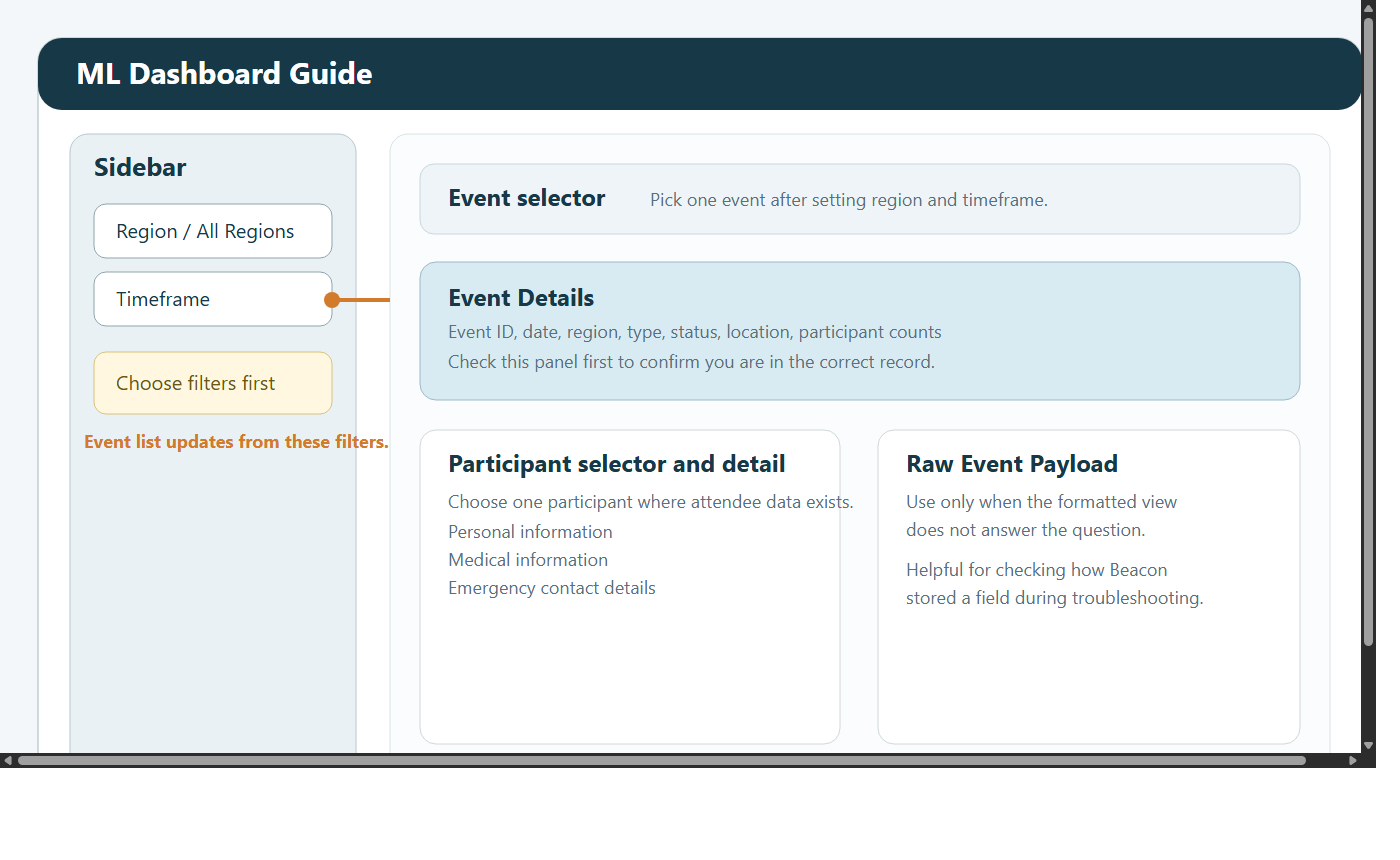 ML Dashboard Guide
Sidebar
Region / All Regions
Timeframe
Choose filters first
Event list updates from these filters.
Event selector
Pick one event after setting region and timeframe.
Event Details
Event ID, date, region, type, status, location, participant counts
Check this panel first to confirm you are in the correct record.
Participant selector and detail
Choose one participant where attendee data exists.
Personal information
Medical information
Emergency contact details
Raw Event Payload
Use only when the formatted view
does not answer the question.
Helpful for checking how Beacon
stored a field during troubleshooting.